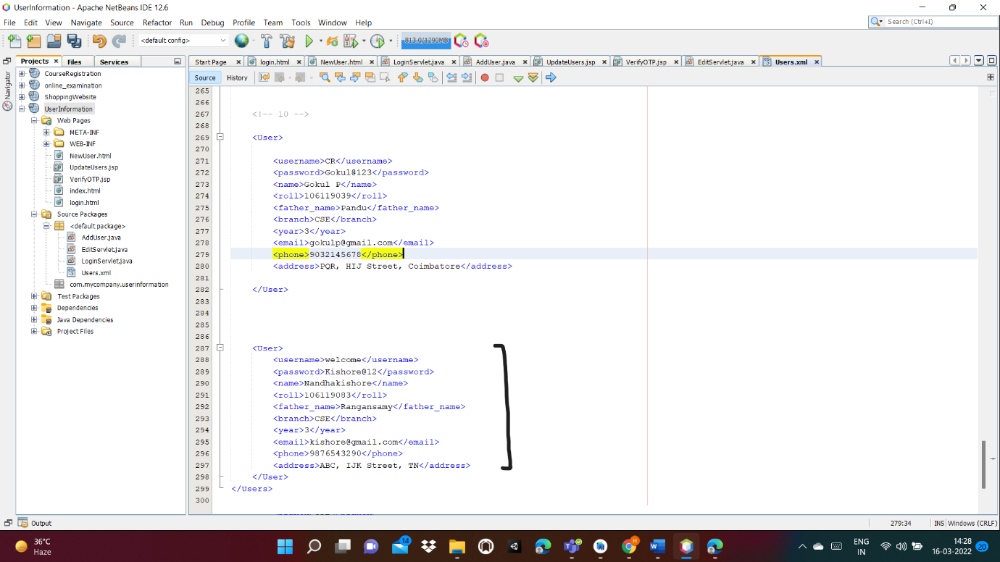 UserInformation - Apache NetBeans IDE 12.6
File Edit View Navigate Source Refactor Run Debug Profile Team Tools Window Help
Search (Ctrl+I)
<default config>
813.0/1290MB
Projects Files Services
Start Page login.html NewUser.html LoginServlet.java AddUser.java UpdateUsers.jsp VerifyOTP.jsp EditServlet.java Users.xml
Navigator
CourseRegistration
online_examination
ShoppingWebsite
UserInformation
Web Pages
META-INF
WEB-INF
NewUser.html
UpdateUsers.jsp
VerifyOTP.jsp
index.html
login.html
Source Packages
<default package>
AddUser.java
EditServlet.java
LoginServlet.java
Users.xml
com.mycompany.userinformation
Test Packages
Dependencies
Java Dependencies
Project Files
Source History
265
266
267 <!-- 10 -->
268
269 <User>
270
271 <username>CR</username>
272 <password>Gokul@123</password>
273 <name>Gokul P</name>
274 <roll>106119039</roll>
275 <father_name>Pandu</father_name>
276 <branch>CSE</branch>
277 <year>3</year>
278 <email>gokulp@gmail.com</email>
279 <phone>9032145678</phone>
280 <address>PQR, HIJ Street, Coimbatore</address>
281
282 </User>
283
284
285
286
287 <User>
288 <username>welcome</username>
289 <password>Kishore@12</password>
290 <name>Nandhakishore</name>
291 <roll>106119083</roll>
292 <father_name>Rangansamy</father_name>
293 <branch>CSE</branch>
294 <year>3</year>
295 <email>kishore@gmail.com</email>
296 <phone>9876543290</phone>
297 <address>ABC, IJK Street, TN</address>
298 </User>
299 </Users>
300
Output
279:34 INS Windows (CRLF)
36°C
Haze
14
ENG
IN
14:28
16-03-2022
20